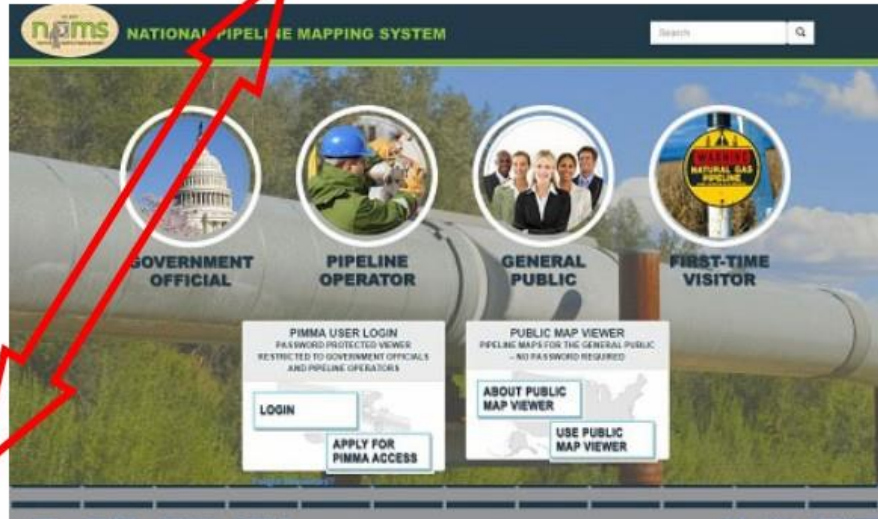 npms
NATIONAL PIPELINE MAPPING SYSTEM
Search
WARNING
NATURAL GAS
PIPELINE
GOVERNMENT
OFFICIAL
PIPELINE
OPERATOR
GENERAL
PUBLIC
FIRST-TIME
VISITOR
PIMMA USER LOGIN
PASSWORD PROTECTED VIEWER
RESTRICTED TO GOVERNMENT OFFICIALS
AND PIPELINE OPERATORS
LOGIN
APPLY FOR
PIMMA ACCESS
PUBLIC MAP VIEWER
PIPELINE MAPS FOR THE GENERAL PUBLIC
– NO PASSWORD REQUIRED
ABOUT PUBLIC
MAP VIEWER
USE PUBLIC
MAP VIEWER